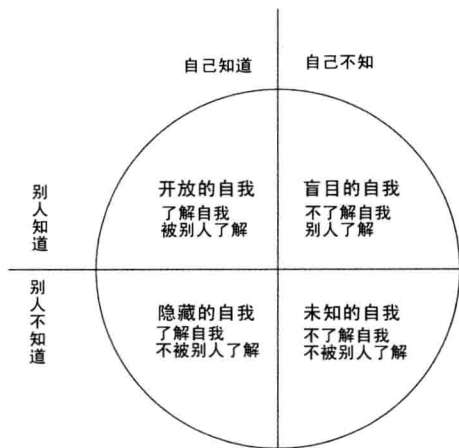 自己知道
自己不知
别人知道
开放的自我
了解自我
被别人了解
盲目的自我
不了解自我
别人了解
别人不知道
隐藏的自我
了解自我
不被别人了解
未知的自我
不了解自我
不被别人了解